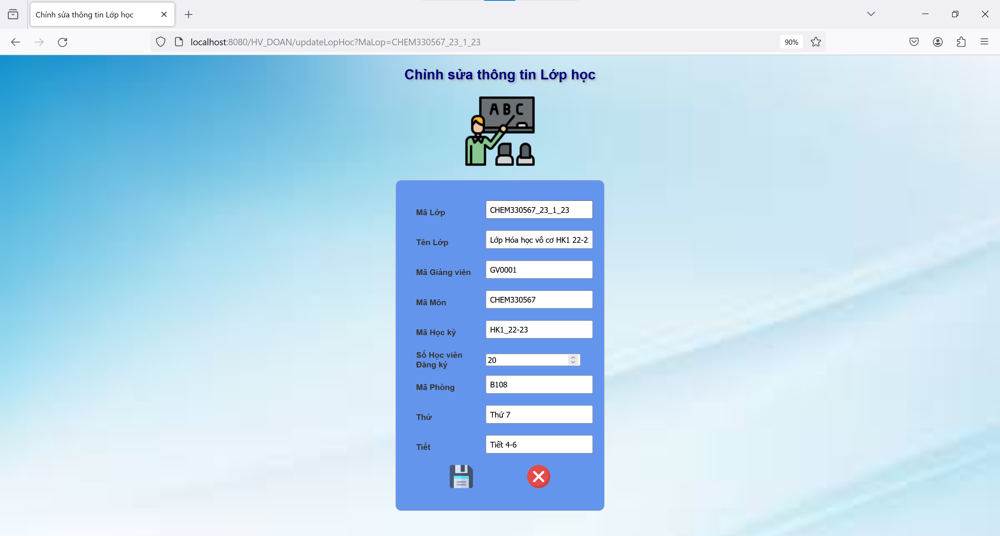 Chỉnh sửa thông tin Lớp học
localhost:8080/HV_DOAN/updateLopHoc?MaLop=CHEM330567_23_1_23
90%
Chỉnh sửa thông tin Lớp học
A B C
Mã Lớp CHEM330567_23_1_23
Tên Lớp Lớp Hóa học vô cơ HK1 22-2
Mã Giảng viên GV0001
Mã Môn CHEM330567
Mã Học kỳ HK1_22-23
Số Học viên
Đăng ký 20
Mã Phòng B108
Thứ Thứ 7
Tiết Tiết 4-6